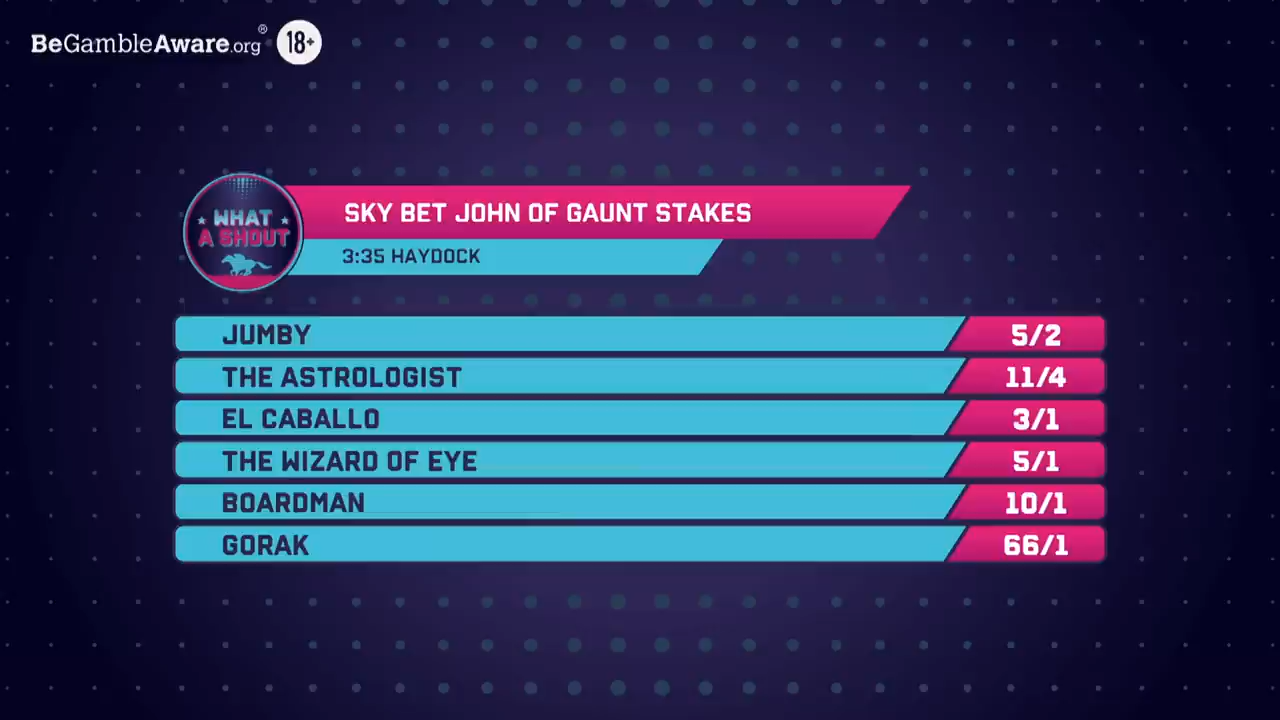 BeGambleAware.org® 18+
WHAT
A SHOUT
SKY BET JOHN OF GAUNT STAKES
3:35 HAYDOCK
JUMBY 5/2
THE ASTROLOGIST 11/4
EL CABALLO 3/1
THE WIZARD OF EYE 5/1
BOARDMAN 10/1
GORAK 66/1